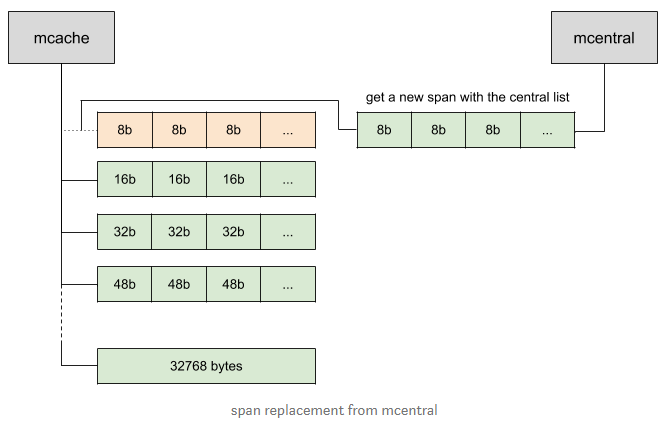 mcache
mcentral
get a new span with the central list
8b 8b 8b ... 8b 8b 8b ...
16b 16b 16b ...
32b 32b 32b ...
48b 48b 48b ...
32768 bytes
span replacement from mcentral